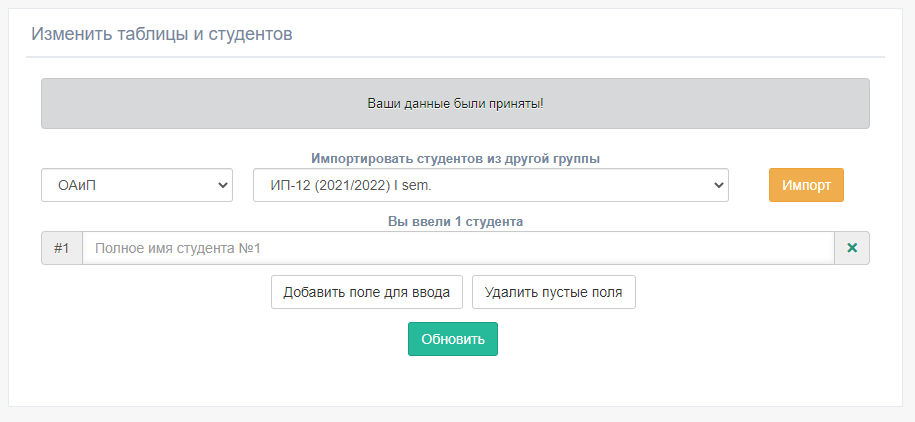 Изменить таблицы и студентов
Ваши данные были приняты!
Импортировать студентов из другой группы
ОАиП ИП-12 (2021/2022) I sem. Импорт
Вы ввели 1 студента
#1 Полное имя студента №1 ×
Добавить поле для ввода Удалить пустые поля
Обновить